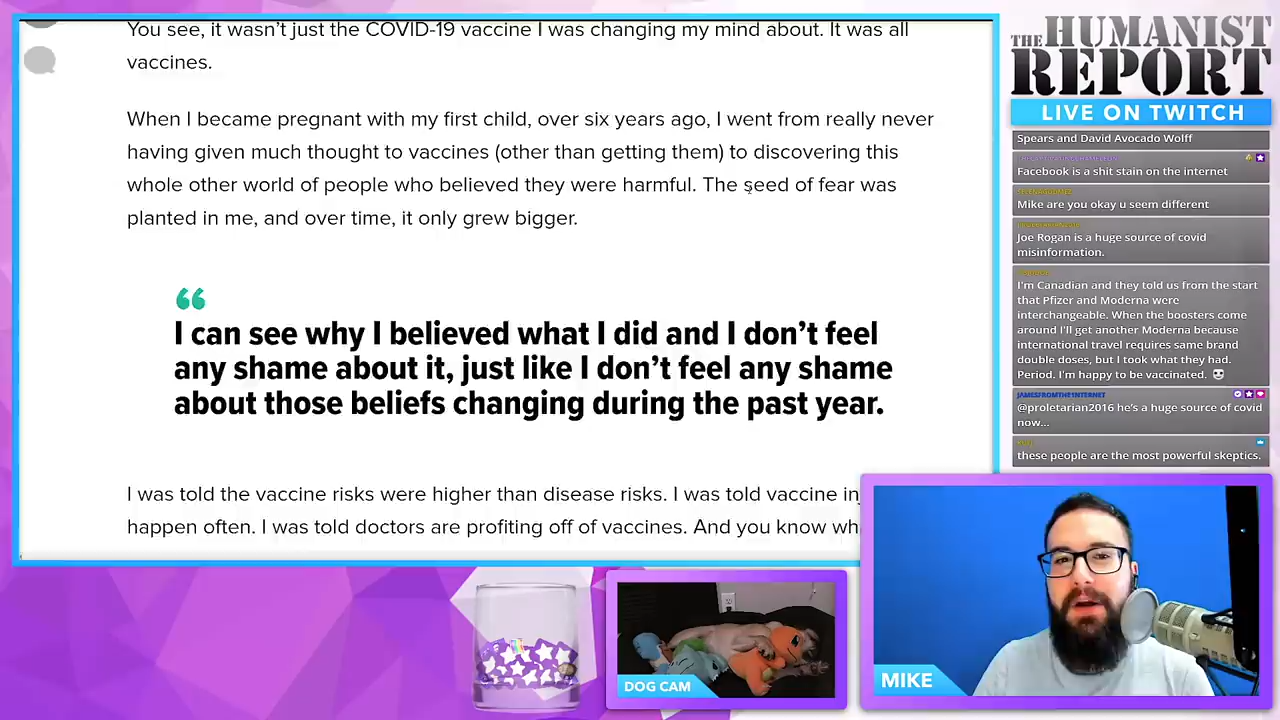 You see, it wasn't just the COVID-19 vaccine I was changing my mind about. It was all
vaccines.
When I became pregnant with my first child, over six years ago, I went from really never
having given much thought to vaccines (other than getting them) to discovering this
whole other world of people who believed they were harmful. The seed of fear was
planted in me, and over time, it only grew bigger.
“
I can see why I believed what I did and I don't feel
any shame about it, just like I don't feel any shame
about those beliefs changing during the past year.
I was told the vaccine risks were higher than disease risks. I was told vaccine
happen often. I was told doctors are profiting off of vaccines. And you know
THE HUMANIST
REPORT
LIVE ON TWITCH
Spears and David Avocado Wolff
Facebook is a shit stain on the internet
Mike are you okay u seem different
Joe Rogan is a huge source of covid
misinformation.
I'm Canadian and they told us from the start
that Pfizer and Moderna were
interchangeable. When the boosters come
around I'll get another Moderna because
international travel requires same brand
double doses, but I took what they had.
Period. I'm happy to be vaccinated.
JAMESFROMTHEINTERNET
@proletarian2016 he's a huge source of covid
now...
these people are the most powerful skeptics.
DOG CAM
MIKE